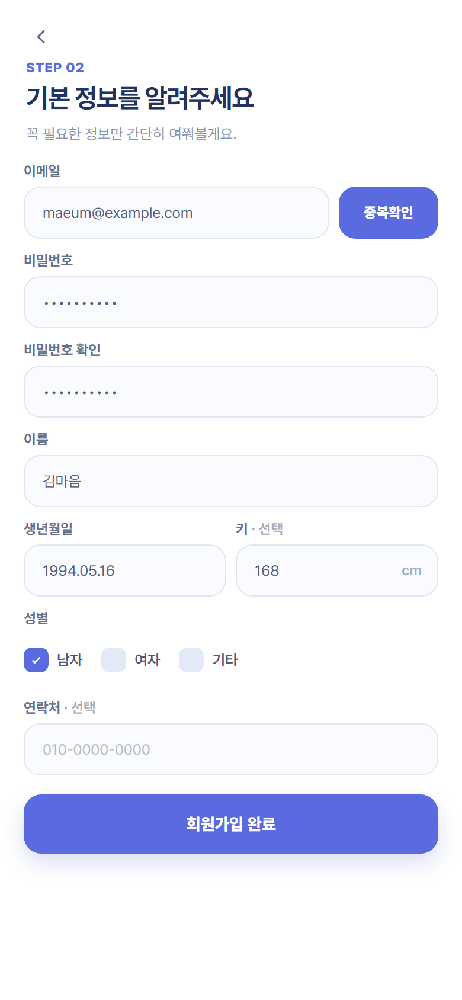 STEP 02
기본 정보를 알려주세요
꼭 필요한 정보만 간단히 여쭤볼게요.
이메일
maeum@example.com 중복확인
비밀번호
••••••••••
비밀번호 확인
••••••••••
이름
김마음
생년월일 키 · 선택
1994.05.16 168 cm
성별
남자 여자 기타
연락처 · 선택
010-0000-0000
회원가입 완료